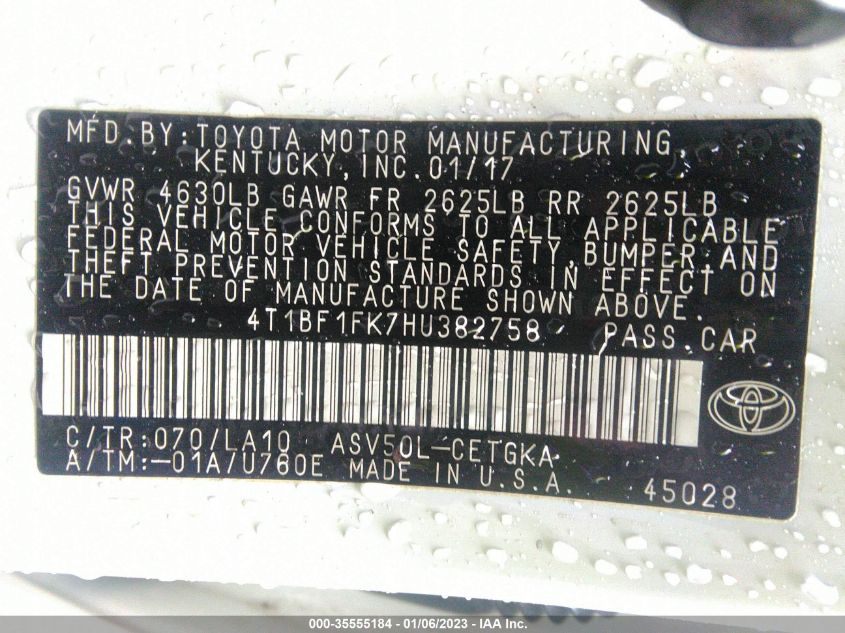 MFD.BY:TOYOTA MOTOR MANUFACTURING,
KENTUCKY,INC.01/17
GVWR 4630LB GAWR FR 2625LB RR 2625LB
THIS VEHICLE CONFORMS TO ALL APPLICABLE
FEDERAL MOTOR VEHICLE SAFETY,BUMPER AND
THEFT PREVENTION STANDARDS IN EFFECT ON
THE DATE OF MANUFACTURE SHOWN ABOVE.
4T1BF1FK7HU382758 PASS.CAR
C/TR:070/LA10 ASV50L-CETGKA
A/TM:-01A/U760E MADE IN U.S.A. 45028
000-35555184 - 01/06/2023 - IAA Inc.